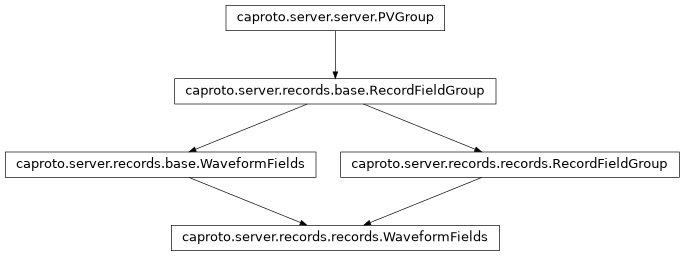 caproto.server.server.PVGroup
caproto.server.records.base.RecordFieldGroup
caproto.server.records.base.WaveformFields
caproto.server.records.records.RecordFieldGroup
caproto.server.records.records.WaveformFields